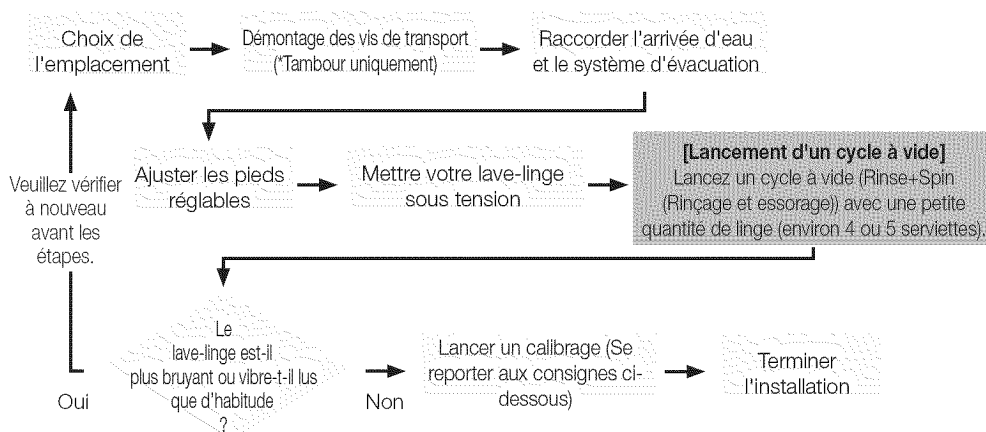 Choix de
l'emplacement
Démontage des vis de transport
(*Tambour uniquement)
Raccorder l'arrivée d'eau
et le système d'évacuation
Veuillez vérifier
à nouveau
avant les
étapes.
Ajuster les pieds
réglables
Mettre votre lave-linge
sous tension
[Lancement d'un cycle à vide]
Lancez un cycle à vide (Rinse+Spin
(Rinçage et essorage)) avec une petite
quantité de linge (environ 4 ou 5 serviettes).
Le
lave-linge est-il
plus bruyant ou vibre-t-il lus
que d'habitude
?
Oui
Non
Lancer un calibrage (Se
reporter aux consignes ci-
dessous)
Terminer
l'installation